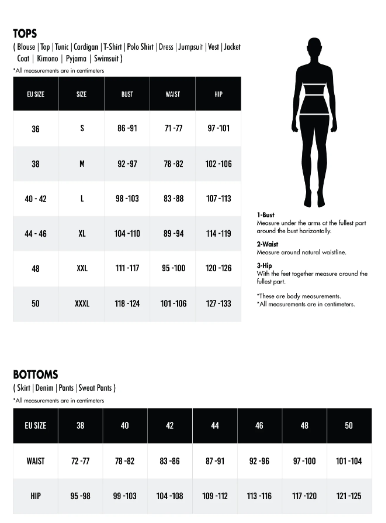 TOPS
( Blouse | Top | Tunic | Cardigan | T-Shirt | Polo Shirt | Dress | Jumpsuit | Vest | Jacket
Coat | Kimono | Pyjama | Swimsuit )
*All measurements are in centimeters
EU SIZE SIZE BUST WAIST HIP
36 S 86 -91 71 -77 97 -101
38 M 92 -97 78 -82 102 -106
40 - 42 L 98 -103 83 -88 107 -113
44 - 46 XL 104 -110 89 -94 114 -119
48 XXL 111 -117 95 -100 120 -126
50 XXXL 118 -124 101 -106 127 -133
1-Bust
Measure under the arms at the fullest part
around the bust horizontally.
2-Waist
Measure around natural waistline.
3-Hip
With the feet together measure around the
fullest part.
*These are body measurements.
*All measurements are in centimeters.
BOTTOMS
( Skirt | Denim | Pants | Sweat Pants )
*All measurements are in centimeters
EU SIZE 38 40 42 44 46 48 50
WAIST 72 -77 78 -82 83 -86 87 -91 92 -96 97 -100 101 -104
HIP 95 -98 99 -103 104 -108 109 -112 113 -116 117 -120 121 -125